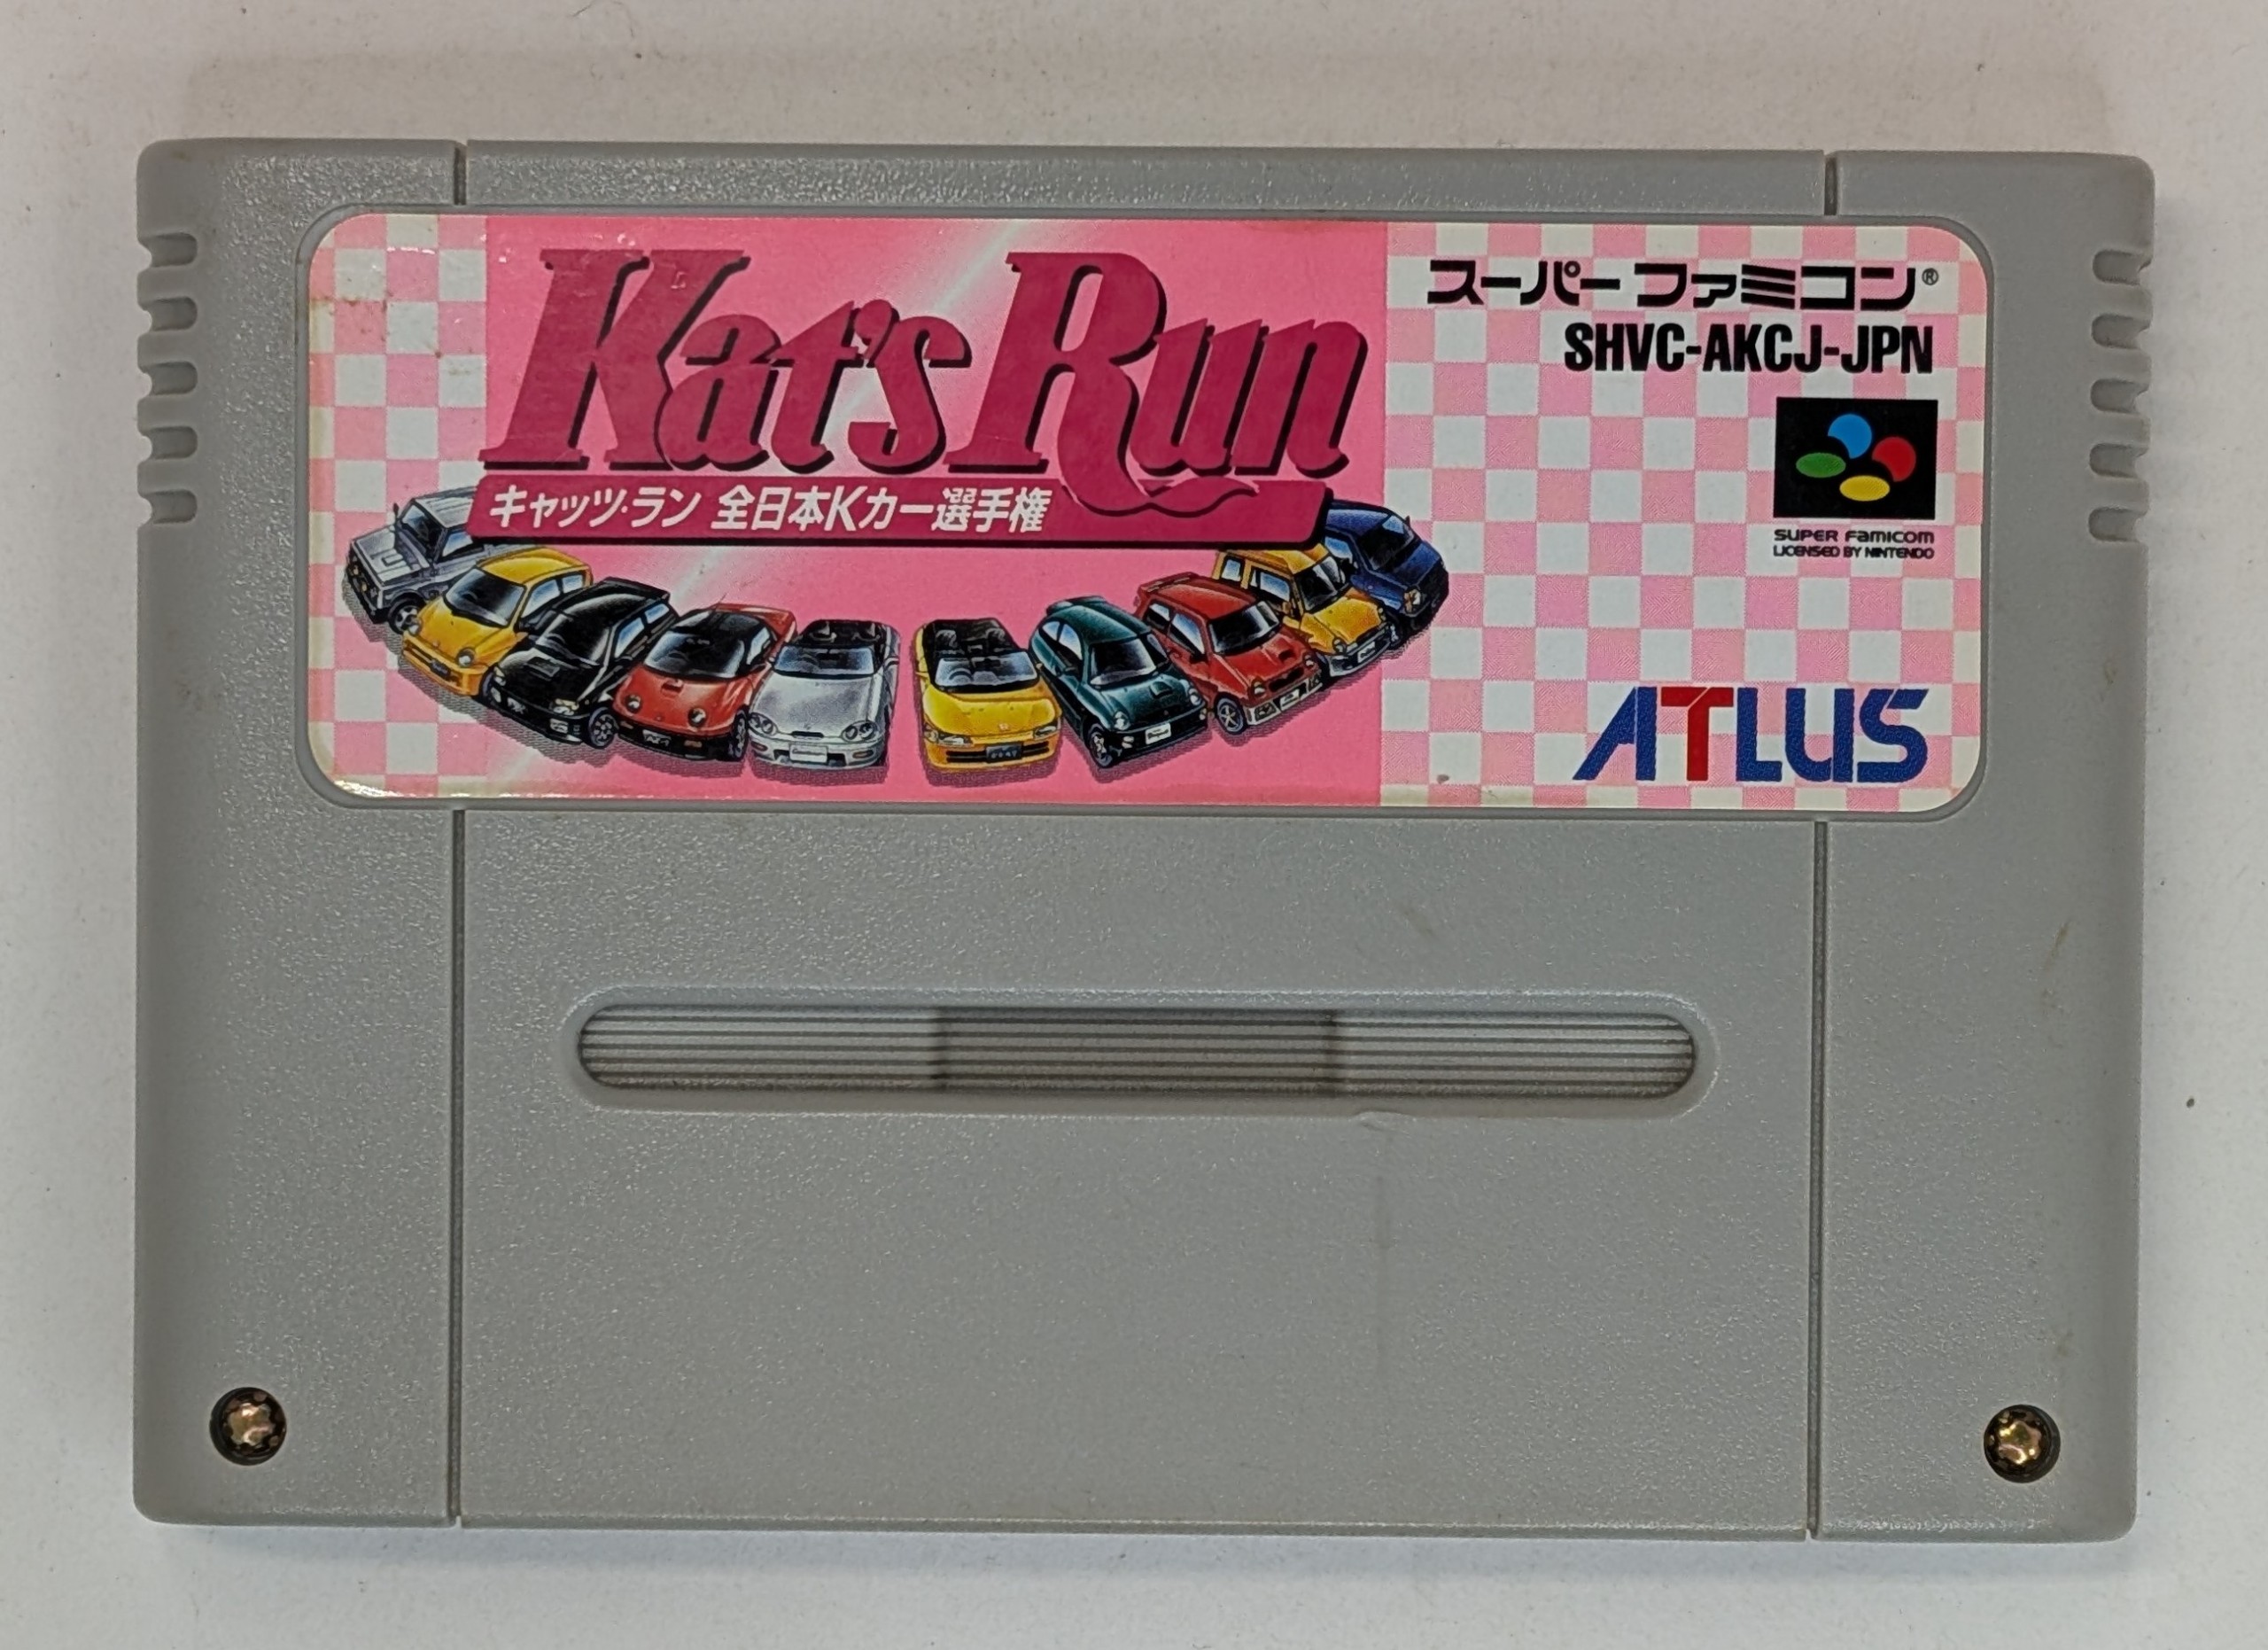 Kat's Run
キャッツ・ラン 全日本Kカー選手権
スーパーファミコン®
SHVC-AKCJ-JPN
SUPER FAMICOM
LICENSED BY NINTENDO
ATLUS